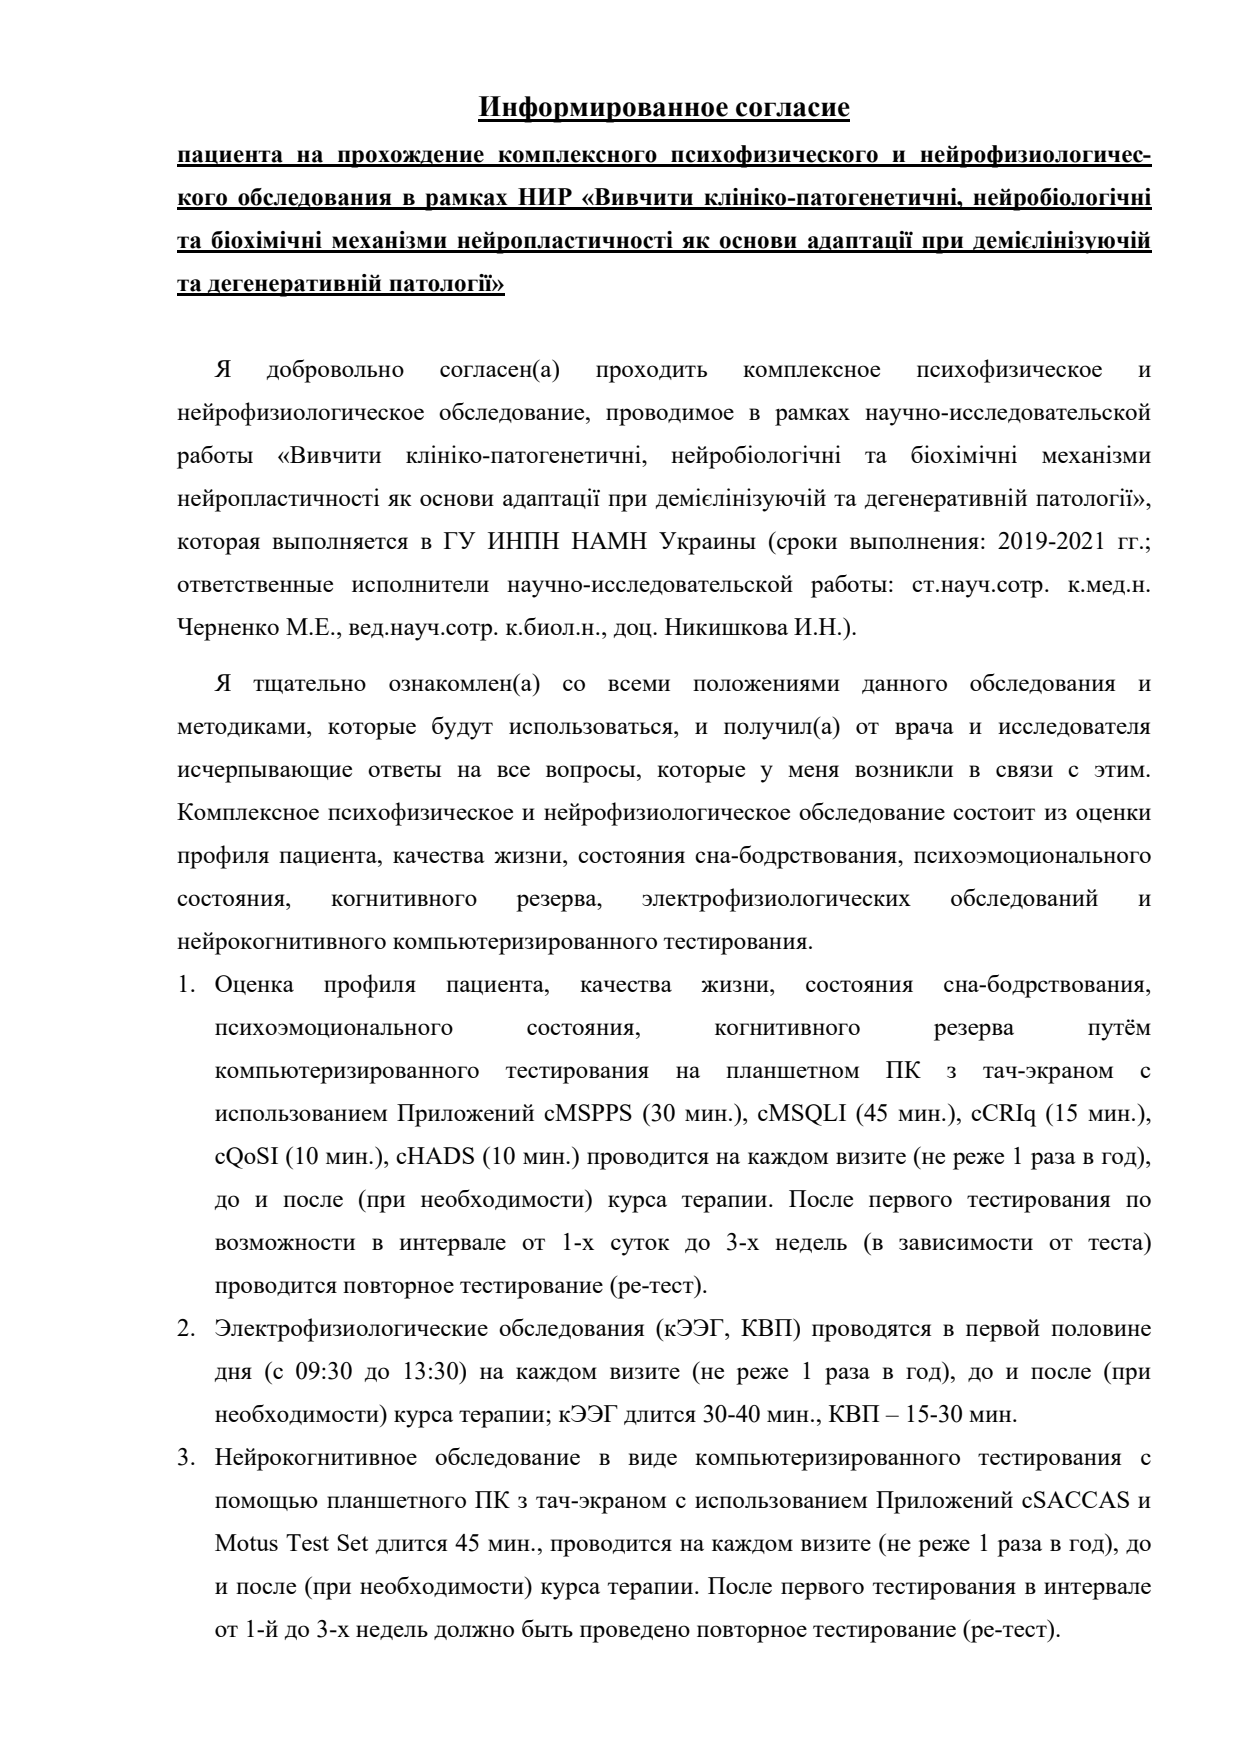 Информированное согласие
пациента на прохождение комплексного психофизического и нейрофизиологичес-
кого обследования в рамках НИР «Вивчити клініко-патогенетичні, нейробіологічні
та біохімічні механізми нейропластичності як основи адаптації при демієлінізуючій
та дегенеративній патології»
Я добровольно согласен(а) проходить комплексное психофизическое и
нейрофизиологическое обследование, проводимое в рамках научно-исследовательской
работы «Вивчити клініко-патогенетичні, нейробіологічні та біохімічні механізми
нейропластичності як основи адаптації при демієлінізуючій та дегенеративній патології»,
которая выполняется в ГУ ИНПН НАМН Украины (сроки выполнения: 2019-2021 гг.;
ответственные исполнители научно-исследовательской работы: ст.науч.сотр. к.мед.н.
Черненко М.Е., вед.науч.сотр. к.биол.н., доц. Никишкова И.Н.).
Я тщательно ознакомлен(а) со всеми положениями данного обследования и
методиками, которые будут использоваться, и получил(а) от врача и исследователя
исчерпывающие ответы на все вопросы, которые у меня возникли в связи с этим.
Комплексное психофизическое и нейрофизиологическое обследование состоит из оценки
профиля пациента, качества жизни, состояния сна-бодрствования, психоэмоционального
состояния, когнитивного резерва, электрофизиологических обследований и
нейрокогнитивного компьютеризированного тестирования.
1. Оценка профиля пациента, качества жизни, состояния сна-бодрствования,
психоэмоционального состояния, когнитивного резерва путём
компьютеризированного тестирования на планшетном ПК з тач-экраном с
использованием Приложений cMSPPS (30 мин.), cMSQLI (45 мин.), cCRIq (15 мин.),
cQoSI (10 мин.), cHADS (10 мин.) проводится на каждом визите (не реже 1 раза в год),
до и после (при необходимости) курса терапии. После первого тестирования по
возможности в интервале от 1-х суток до 3-х недель (в зависимости от теста)
проводится повторное тестирование (ре-тест).
2. Электрофизиологические обследования (кЭЭГ, КВП) проводятся в первой половине
дня (с 09:30 до 13:30) на каждом визите (не реже 1 раза в год), до и после (при
необходимости) курса терапии; кЭЭГ длится 30-40 мин., КВП – 15-30 мин.
3. Нейрокогнитивное обследование в виде компьютеризированного тестирования с
помощью планшетного ПК з тач-экраном с использованием Приложений cSACCAS и
Motus Test Set длится 45 мин., проводится на каждом визите (не реже 1 раза в год), до
и после (при необходимости) курса терапии. После первого тестирования в интервале
от 1-й до 3-х недель должно быть проведено повторное тестирование (ре-тест).